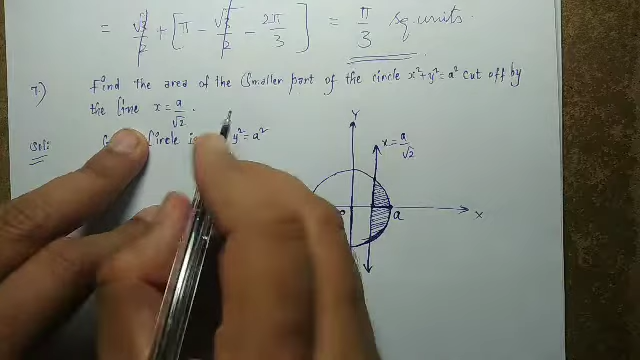 = √3/2 + [π - √3/2 - 2π/3] = π/3 sq.units.
7) Find the area of the Smaller part of the circle x²+y²=a² cut off by
the line x = a/√2.
Sol: Circle y²=a²
Y
x = a/√2
a
X